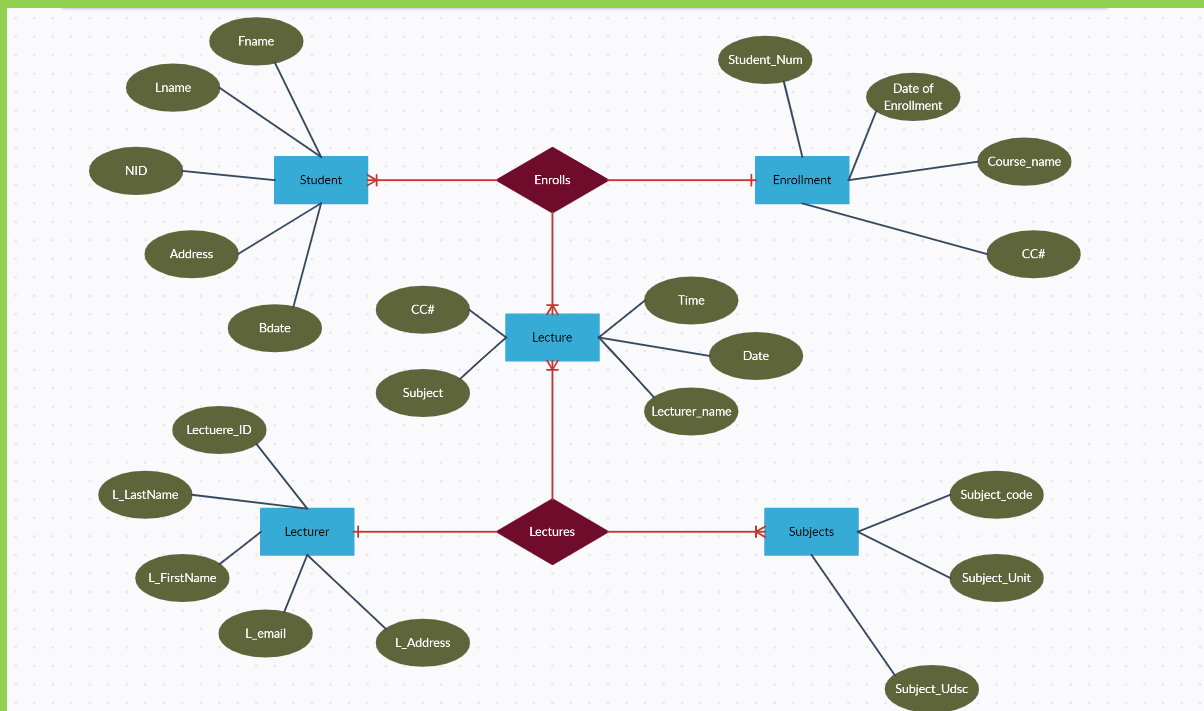 Fname
Student_Num
Lname
Date of
Enrollment
Course_name
NID
Student
Enrolls
Enrollment
Address
CC#
Bdate
CC#
Time
Lecture
Date
Subject
Lecturer_name
Lectuere_ID
L_LastName
Subject_code
Lecturer
Lectures
Subjects
L_FirstName
Subject_Unit
L_email
L_Address
Subject_Udsc